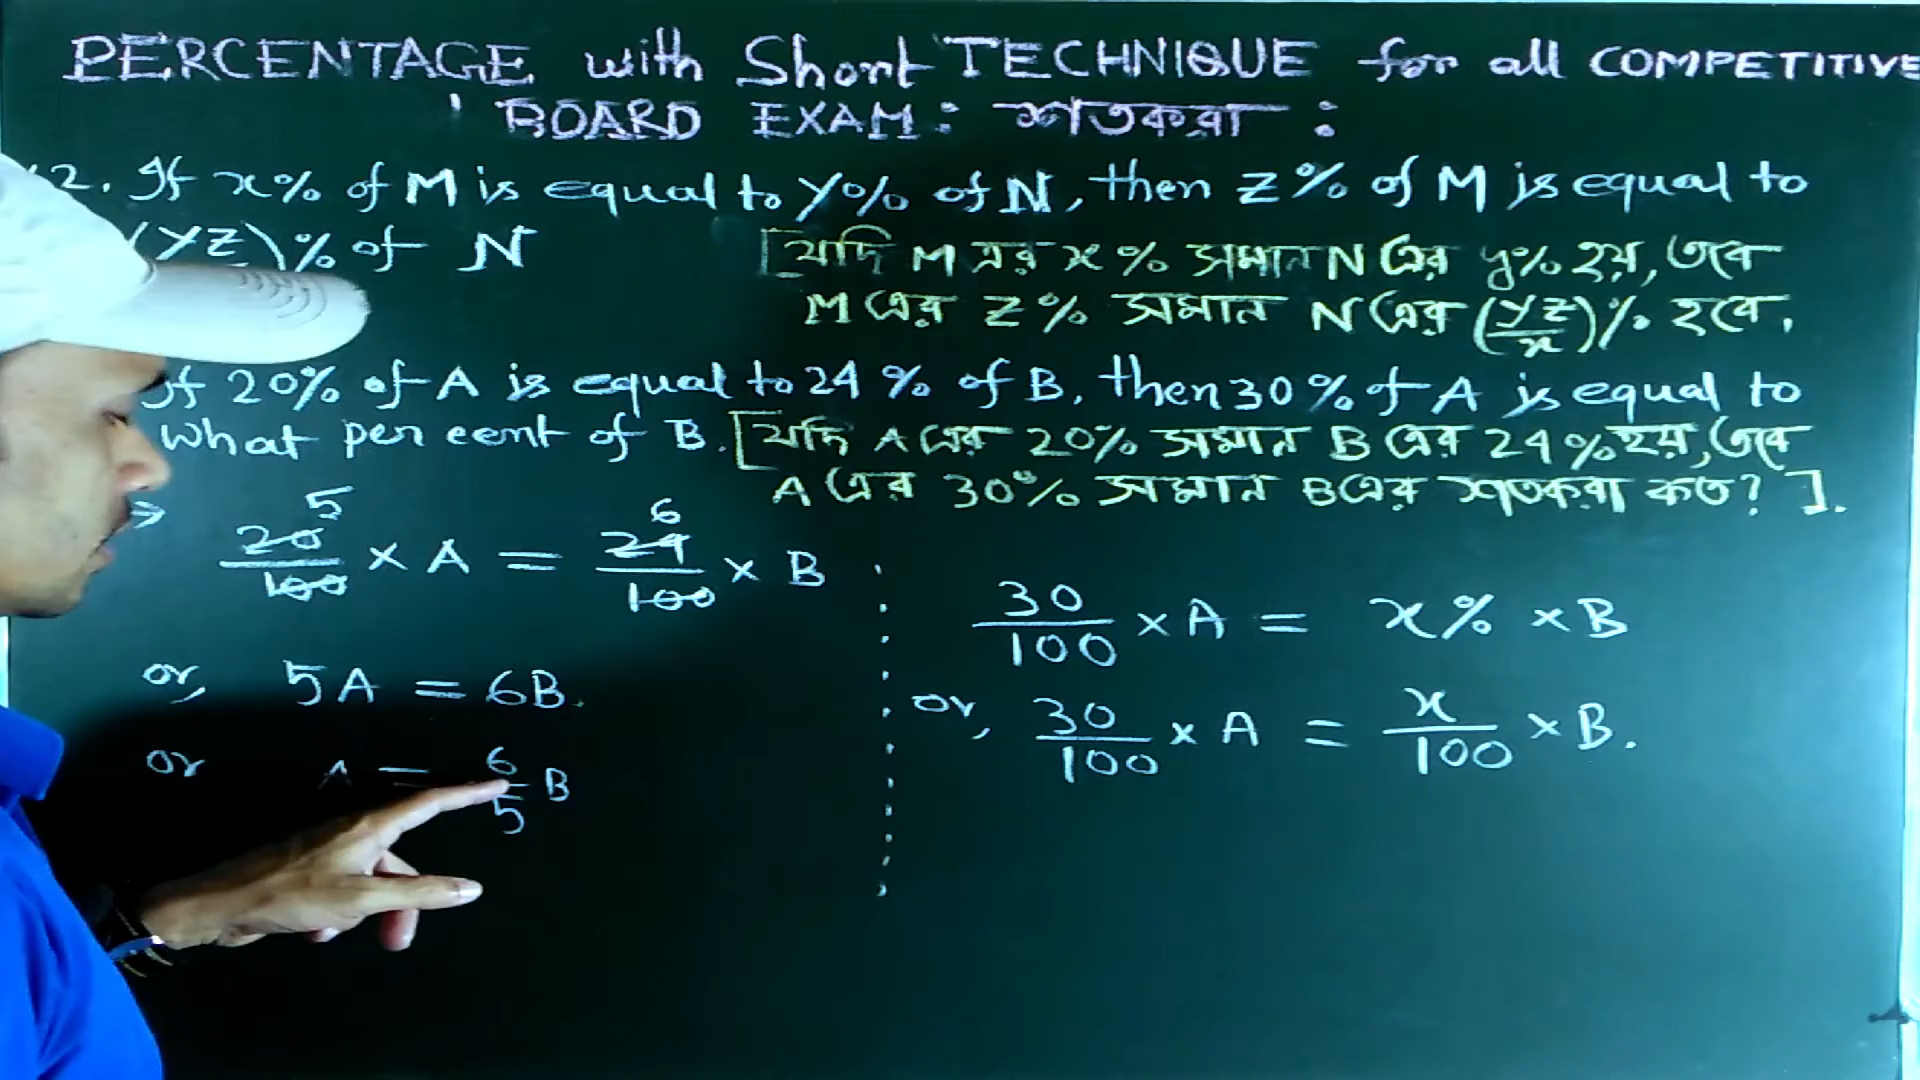 PERCENTAGE with Short TECHNIQUE for all COMPETITIVE
BOARD EXAM: শতকরা :
2. If x% of M is equal to Y% of N, then Z% of M is equal to
(YZ)% of N
[যদি M এর x% সমান N এর y% হয়, তবে
M এর Z% সমান N এর (yz/x)% হবে.
If 20% of A is equal to 24% of B, then 30% of A is equal to
what per cent of B. [যদি A এর 20% সমান B এর 24% হয়, তবে
A এর 30% সমান B এর শতকরা কত? ].
⇒ 20/100 5 × A = 24/100 6 × B
or, 5A = 6B.
or A = 6/5 B
30/100 × A = x% × B
or, 30/100 × A = x/100 × B.